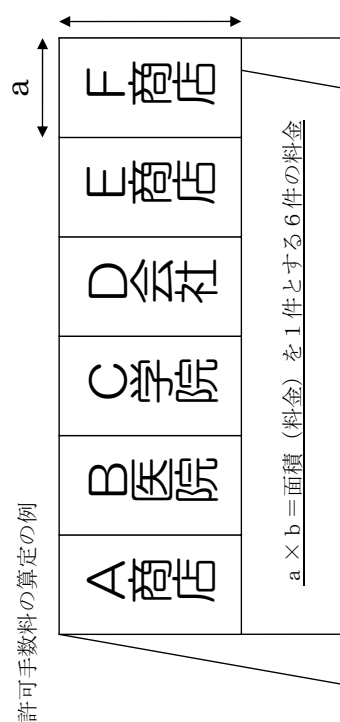 許可手数料の算定の例
A商店
B医院
C学院
D会社
E商店
F商店
a
a×b＝面積（料金）を１件とする６件の料金